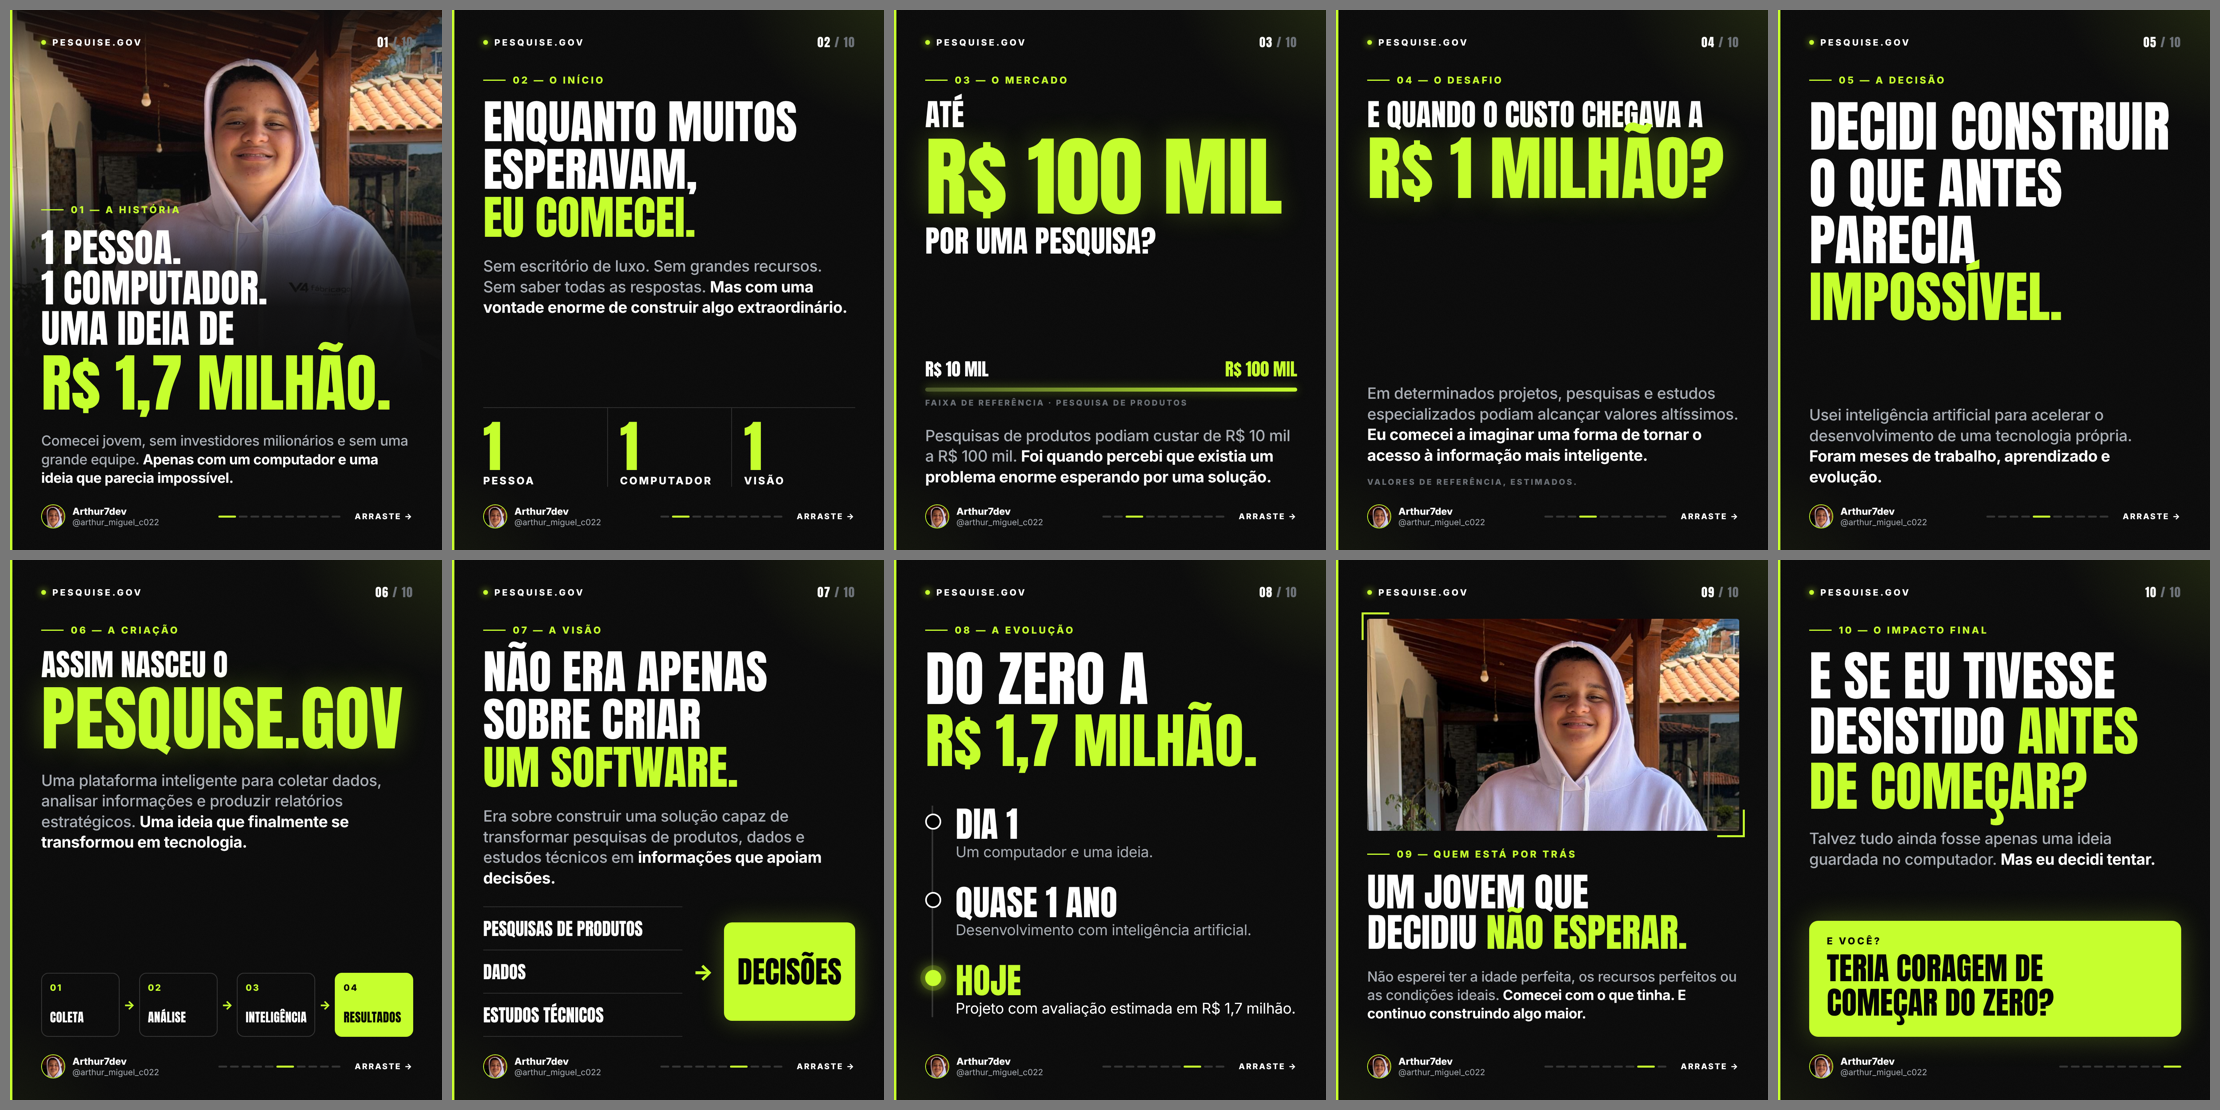 PESQUISE.GOV
01 / 10
01 — A HISTÓRIA
1 PESSOA.
1 COMPUTADOR.
UMA IDEIA DE
R$ 1,7 MILHÃO.
Comecei jovem, sem investidores milionários e sem uma
grande equipe. Apenas com um computador e uma
ideia que parecia impossível.
Arthur7dev
@arthur_miguel_c022
ARRASTE →
PESQUISE.GOV
02 / 10
02 — O INÍCIO
ENQUANTO MUITOS
ESPERAVAM,
EU COMECEI.
Sem escritório de luxo. Sem grandes recursos.
Sem saber todas as respostas. Mas com uma
vontade enorme de construir algo extraordinário.
1 PESSOA
1 COMPUTADOR
1 VISÃO
Arthur7dev
@arthur_miguel_c022
ARRASTE →
PESQUISE.GOV
03 / 10
03 — O MERCADO
ATÉ
R$ 100 MIL
POR UMA PESQUISA?
R$ 10 MIL
R$ 100 MIL
FAIXA DE REFERÊNCIA · PESQUISA DE PRODUTOS
Pesquisas de produtos podiam custar de R$ 10 mil
a R$ 100 mil. Foi quando percebi que existia um
problema enorme esperando por uma solução.
Arthur7dev
@arthur_miguel_c022
ARRASTE →
PESQUISE.GOV
04 / 10
04 — O DESAFIO
E QUANDO O CUSTO CHEGAVA A
R$ 1 MILHÃO?
Em determinados projetos, pesquisas e estudos
especializados podiam alcançar valores altíssimos.
Eu comecei a imaginar uma forma de tornar o
acesso à informação mais inteligente.
VALORES DE REFERÊNCIA, ESTIMADOS.
Arthur7dev
@arthur_miguel_c022
ARRASTE →
PESQUISE.GOV
05 / 10
05 — A DECISÃO
DECIDI CONSTRUIR
O QUE ANTES
PARECIA
IMPOSSÍVEL.
Usei inteligência artificial para acelerar o
desenvolvimento de uma tecnologia própria.
Foram meses de trabalho, aprendizado e
evolução.
Arthur7dev
@arthur_miguel_c022
ARRASTE →
PESQUISE.GOV
06 / 10
06 — A CRIAÇÃO
ASSIM NASCEU O
PESQUISE.GOV
Uma plataforma inteligente para coletar dados,
analisar informações e produzir relatórios
estratégicos. Uma ideia que finalmente se
transformou em tecnologia.
01
COLETA
→
02
ANÁLISE
→
03
INTELIGÊNCIA
→
04
RESULTADOS
Arthur7dev
@arthur_miguel_c022
ARRASTE →
PESQUISE.GOV
07 / 10
07 — A VISÃO
NÃO ERA APENAS
SOBRE CRIAR
UM SOFTWARE.
Era sobre construir uma solução capaz de
transformar pesquisas de produtos, dados e
estudos técnicos em informações que apoiam
decisões.
PESQUISAS DE PRODUTOS
DADOS
ESTUDOS TÉCNICOS
→
DECISÕES
Arthur7dev
@arthur_miguel_c022
ARRASTE →
PESQUISE.GOV
08 / 10
08 — A EVOLUÇÃO
DO ZERO A
R$ 1,7 MILHÃO.
DIA 1
Um computador e uma ideia.
QUASE 1 ANO
Desenvolvimento com inteligência artificial.
HOJE
Projeto com avaliação estimada em R$ 1,7 milhão.
Arthur7dev
@arthur_miguel_c022
ARRASTE →
PESQUISE.GOV
09 / 10
09 — QUEM ESTÁ POR TRÁS
UM JOVEM QUE
DECIDIU NÃO ESPERAR.
Não esperei ter a idade perfeita, os recursos perfeitos ou
as condições ideais. Comecei com o que tinha. E
continuo construindo algo maior.
Arthur7dev
@arthur_miguel_c022
ARRASTE →
PESQUISE.GOV
10 / 10
10 — O IMPACTO FINAL
E SE EU TIVESSE
DESISTIDO ANTES
DE COMEÇAR?
Talvez tudo ainda fosse apenas uma ideia
guardada no computador. Mas eu decidi tentar.
E VOCÊ?
TERIA CORAGEM DE
COMEÇAR DO ZERO?
Arthur7dev
@arthur_miguel_c022